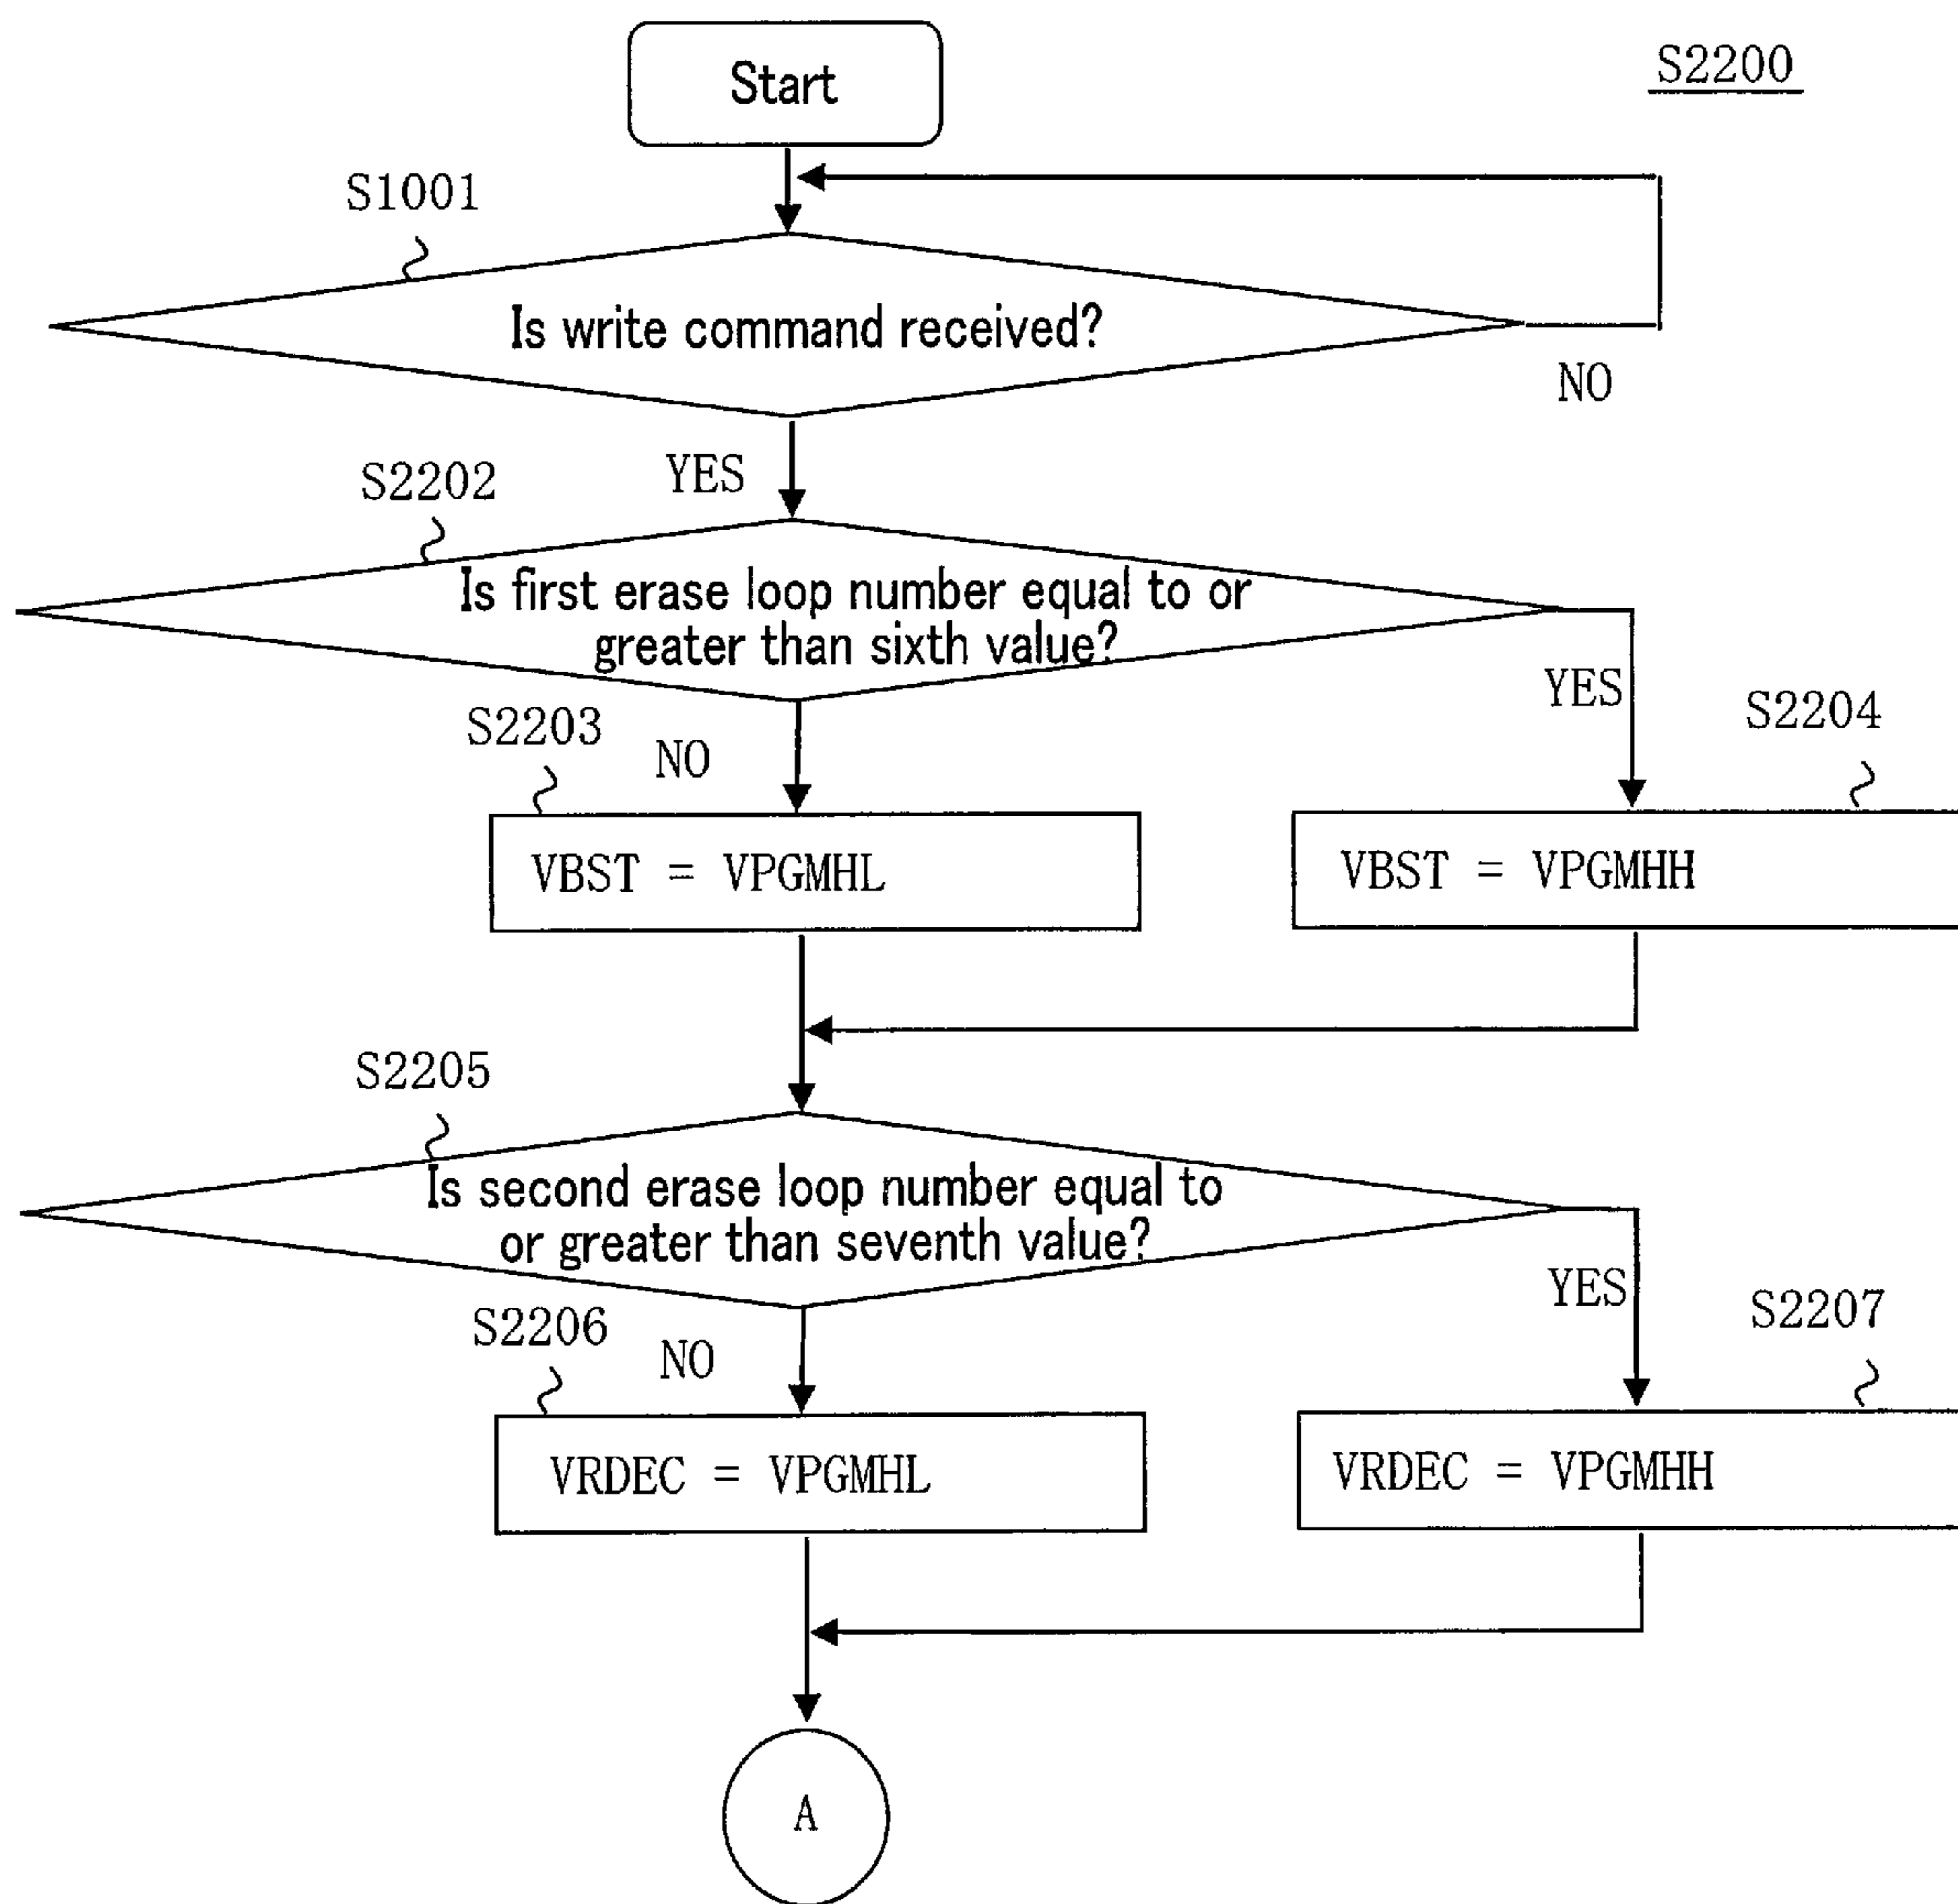 Start
S2200
S1001
Is write command received?
NO
YES
S2202
Is first erase loop number equal to or
greater than sixth value?
YES
S2204
S2203
NO
VBST = VPGMHL
VBST = VPGMHH
S2205
Is second erase loop number equal to
or greater than seventh value?
YES
S2207
S2206
NO
VRDEC = VPGMHL
VRDEC = VPGMHH
A